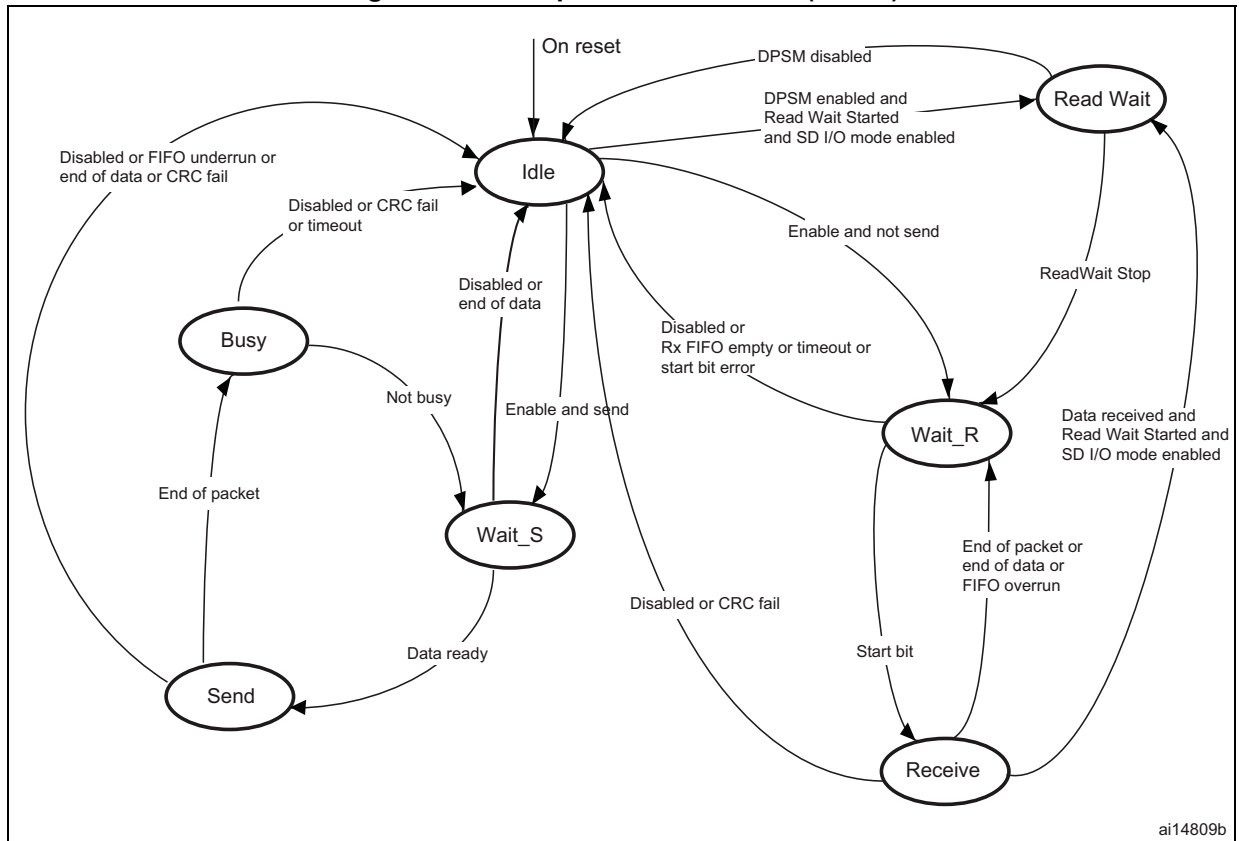 On reset
DPSM disabled
Read Wait
DPSM enabled and
Read Wait Started
and SD I/O mode enabled
Disabled or FIFO underrun or
end of data or CRC fail
Idle
Disabled or CRC fail
or timeout
Enable and not send
ReadWait Stop
Disabled or
end of data
Disabled or
Rx FIFO empty or timeout or
start bit error
Busy
Not busy
Enable and send
Data received and
Read Wait Started and
SD I/O mode enabled
Wait_R
End of packet
Wait_S
End of packet or
end of data or
FIFO overrun
Disabled or CRC fail
Data ready
Start bit
Send
Receive
ai14809b